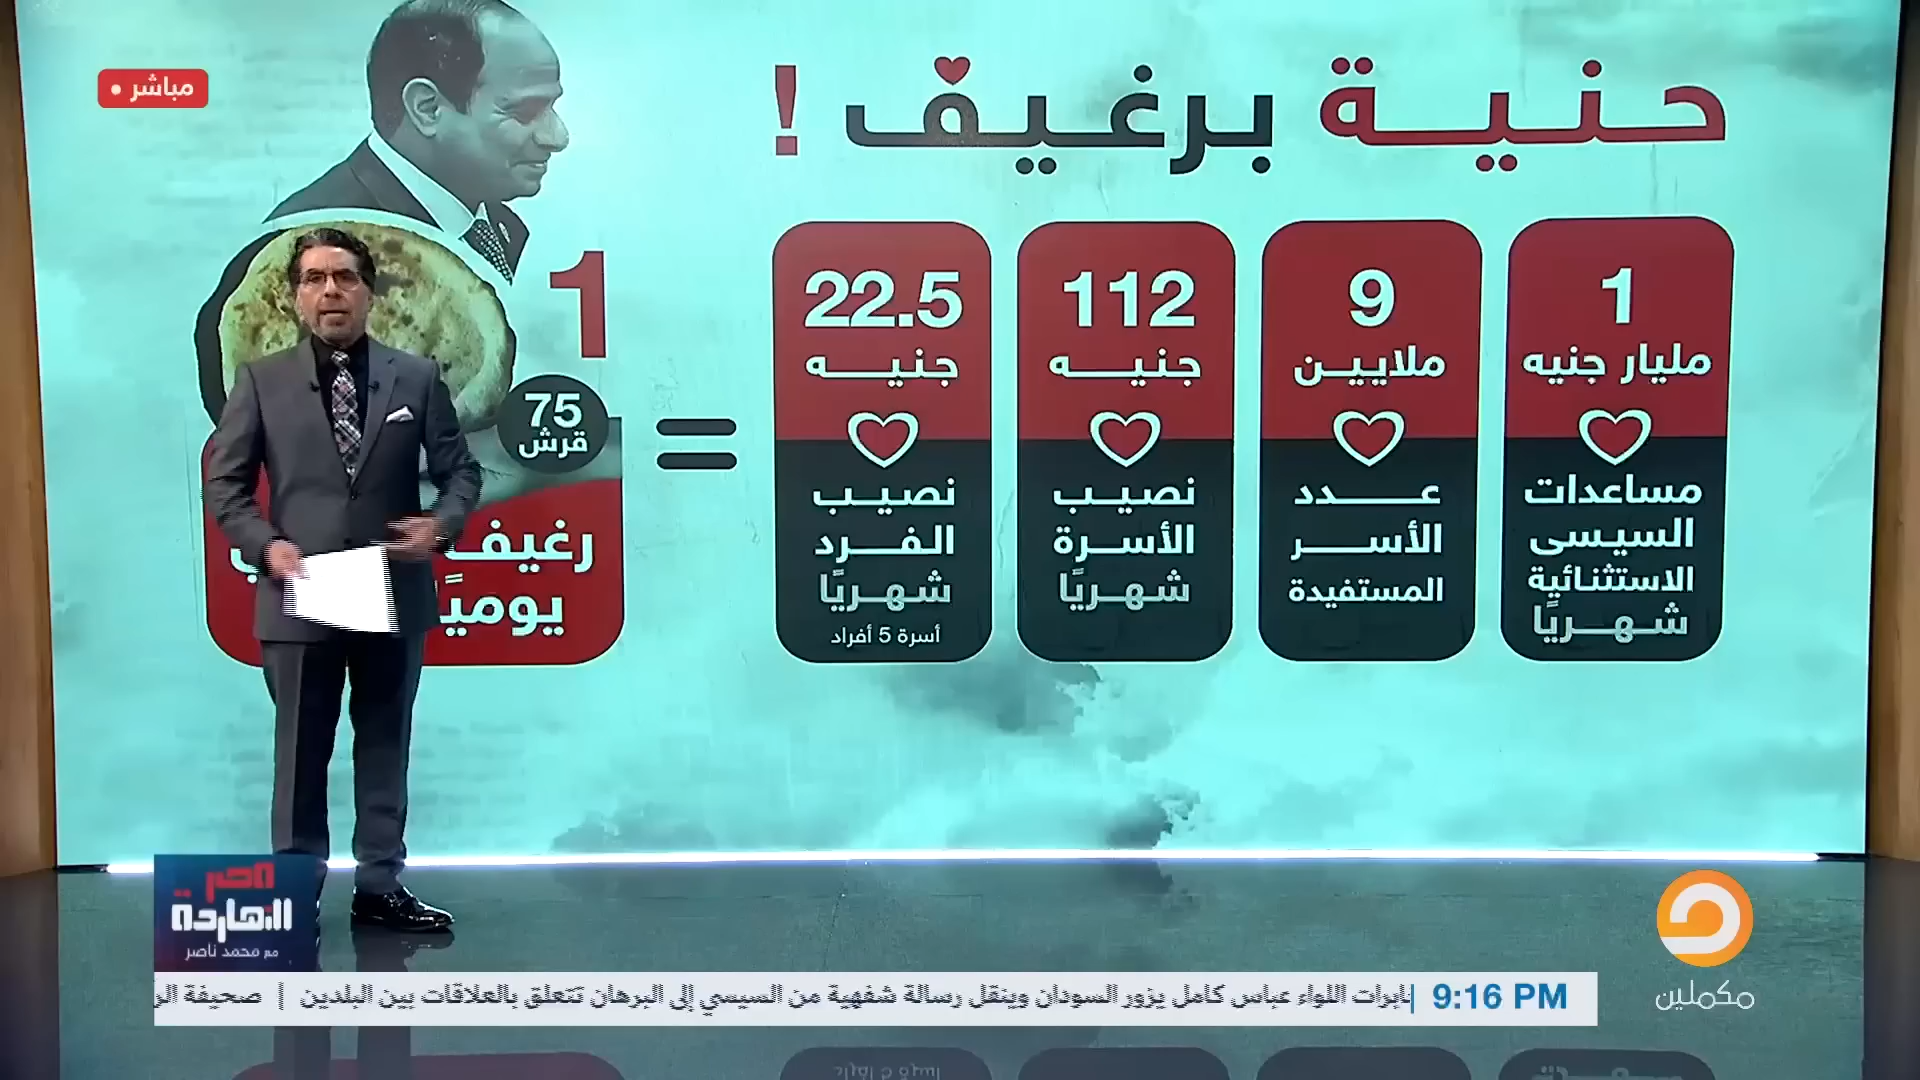 مباشر
حنية برغيف !
1
مليار جنيه
مساعدات
السيسى
الاستثنائية
شهريًا
9
ملايين
عدد
الأسر
المستفيدة
112
جنيه
نصيب
الأسرة
شهريًا
22.5
جنيه
نصيب
الفرد
شهريًا
أسرة 5 أفراد
=
1
75
قرش
رغيف
يوميًا
مصر
النهاردة
مع محمد ناصر
9:16 PM
اللواء عباس كامل يزور السودان وينقل رسالة شفهية من السيسي إلى البرهان تتعلق بالعلاقات بين البلدين | صحيفة
مكملين